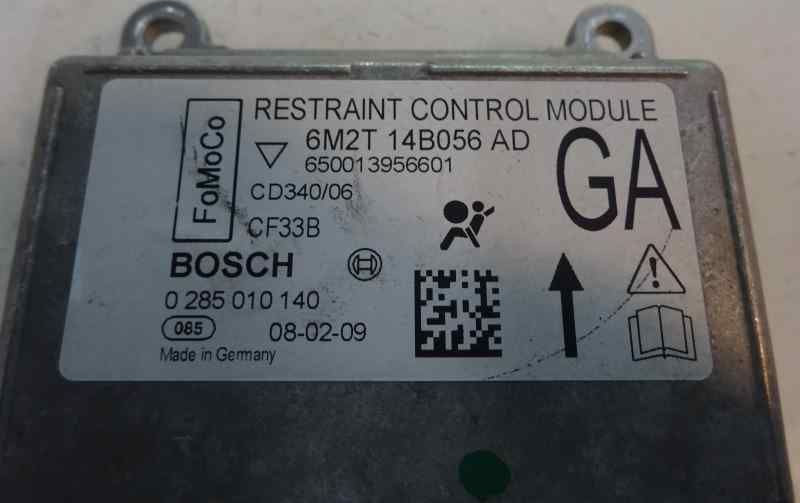 FoMoCo
RESTRAINT CONTROL MODULE
6M2T 14B056 AD
650013956601
CD340/06
CF33B
GA
BOSCH
0 285 010 140
085
08-02-09
Made in Germany